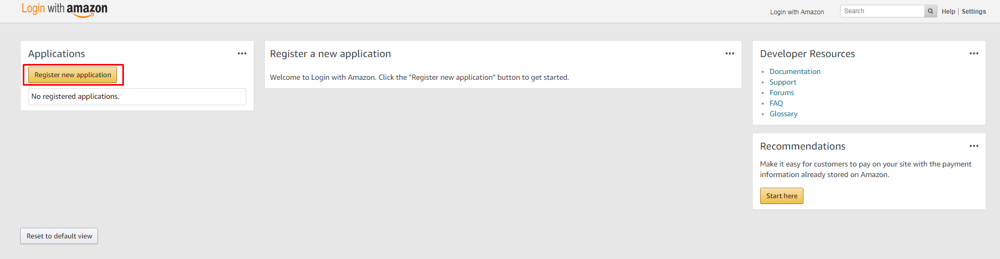 Login with amazon
Login with Amazon
Search
Help
Settings
Applications
Register new application
No registered applications.
Register a new application
Welcome to Login with Amazon. Click the "Register new application" button to get started.
Developer Resources
Documentation
Support
Forums
FAQ
Glossary
Recommendations
Make it easy for customers to pay on your site with the payment
information already stored on Amazon.
Start here
Reset to default view